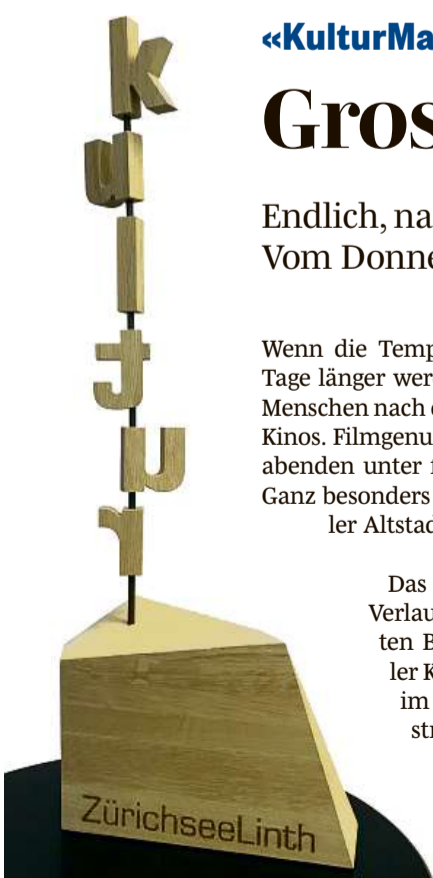 kultur
ZürichseeLinth
«KulturMa
Gros
Endlich, na
Vom Donne
Wenn die Temp
Tage länger wer
Menschen nach
Kinos. Filmgenu
abenden unter
Ganz besonders
ler Altstad
Das
Verlau
ten B
ler K
im
str